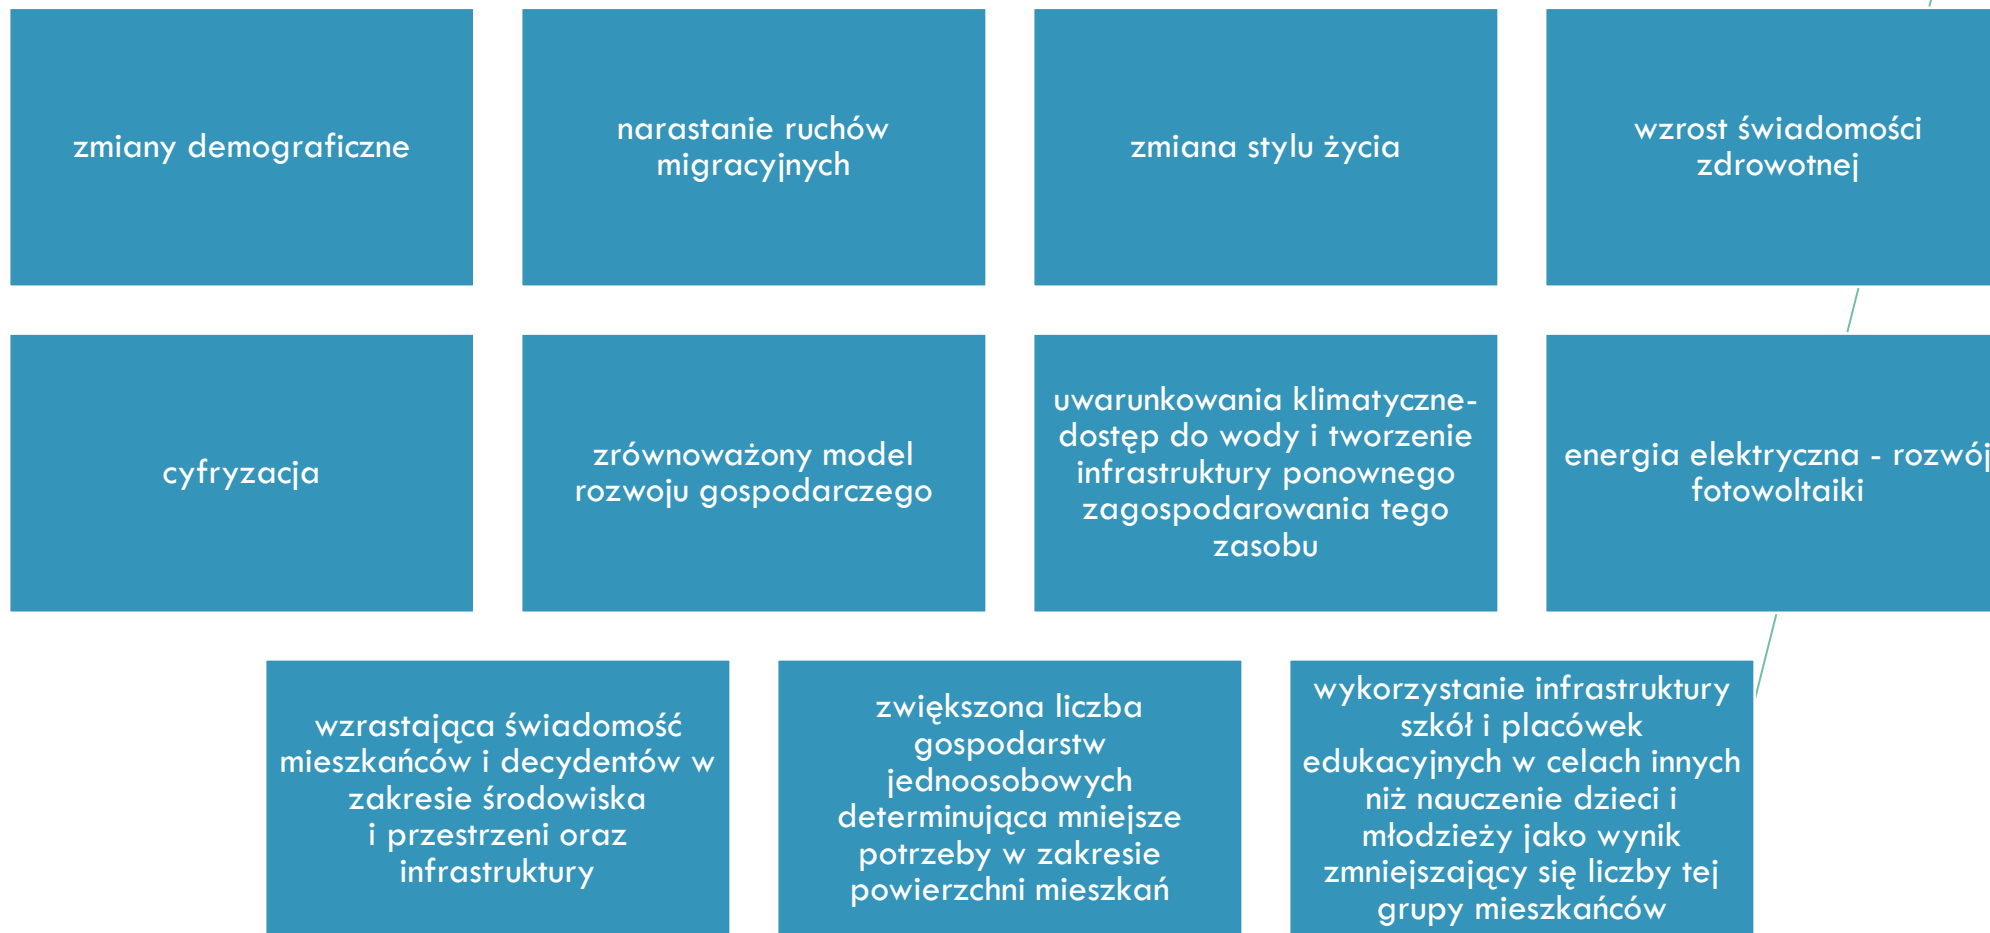 zmiany demograficzne
narastanie ruchów
migracyjnych
zmiana stylu życia
wzrost świadomości
zdrowotnej
cyfryzacja
zrównoważony model
rozwoju gospodarczego
uwarunkowania klimatyczne-
dostęp do wody i tworzenie
infrastruktury ponownego
zagospodarowania tego
zasobu
energia elektryczna - rozwój
fotowoltaiki
wzrastająca świadomość
mieszkańców i decydentów w
zakresie środowiska
i przestrzeni oraz
infrastruktury
zwiększona liczba
gospodarstw
jednoosobowych
determinująca mniejsze
potrzeby w zakresie
powierzchni mieszkań
wykorzystanie infrastruktury
szkół i placówek
edukacyjnych w celach innych
niż nauczenie dzieci i
młodzieży jako wynik
zmniejszający się liczby tej
grupy mieszkańców